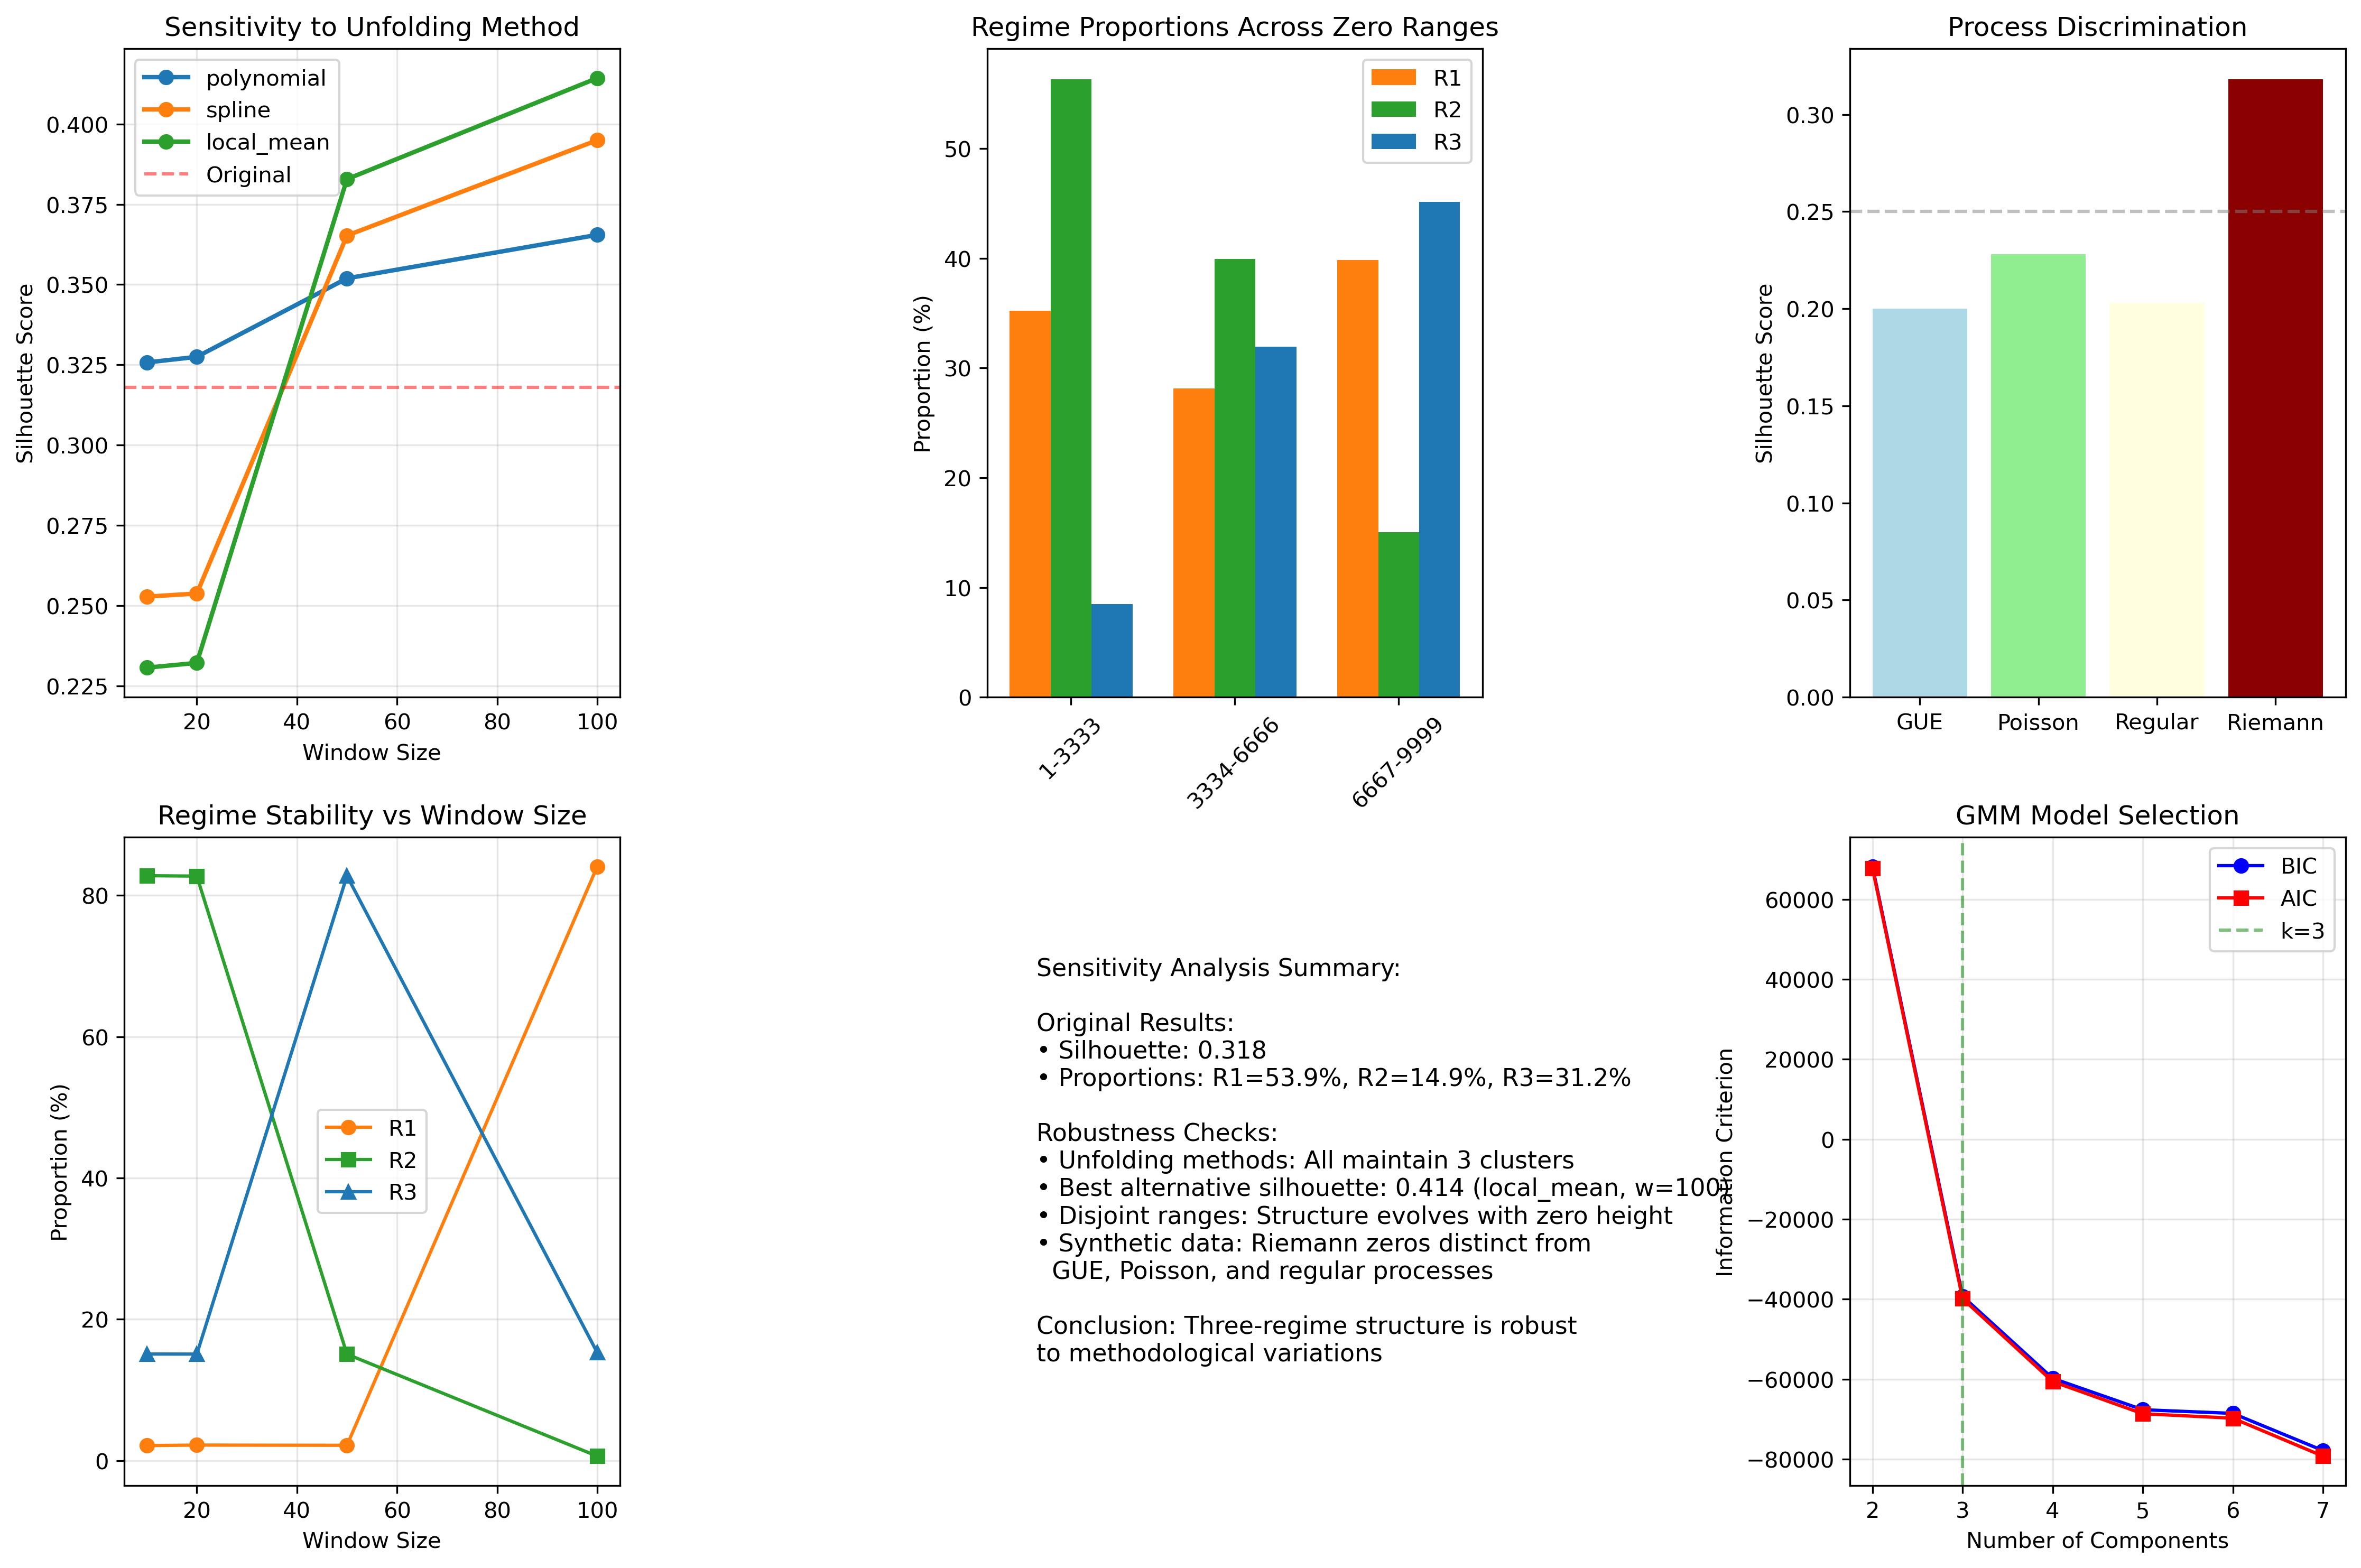 Sensitivity to Unfolding Method
polynomial
spline
local_mean
Original
0.400
0.375
0.350
0.325
0.300
0.275
0.250
0.225
Silhouette Score
20 40 60 80 100
Window Size
Regime Proportions Across Zero Ranges
R1
R2
R3
50
40
30
20
10
0
Proportion (%)
1-3333
3334-6666
6667-9999
Process Discrimination
0.30
0.25
0.20
0.15
0.10
0.05
0.00
Silhouette Score
GUE Poisson Regular Riemann
Regime Stability vs Window Size
80
60
40
20
0
Proportion (%)
R1
R2
R3
20 40 60 80 100
Window Size
Sensitivity Analysis Summary:
Original Results:
• Silhouette: 0.318
• Proportions: R1=53.9%, R2=14.9%, R3=31.2%
Robustness Checks:
• Unfolding methods: All maintain 3 clusters
• Best alternative silhouette: 0.414 (local_mean, w=100)
• Disjoint ranges: Structure evolves with zero height
• Synthetic data: Riemann zeros distinct from
GUE, Poisson, and regular processes
Conclusion: Three-regime structure is robust
to methodological variations
GMM Model Selection
BIC
AIC
k=3
60000
40000
20000
0
−20000
−40000
−60000
−80000
Information Criterion
2 3 4 5 6 7
Number of Components